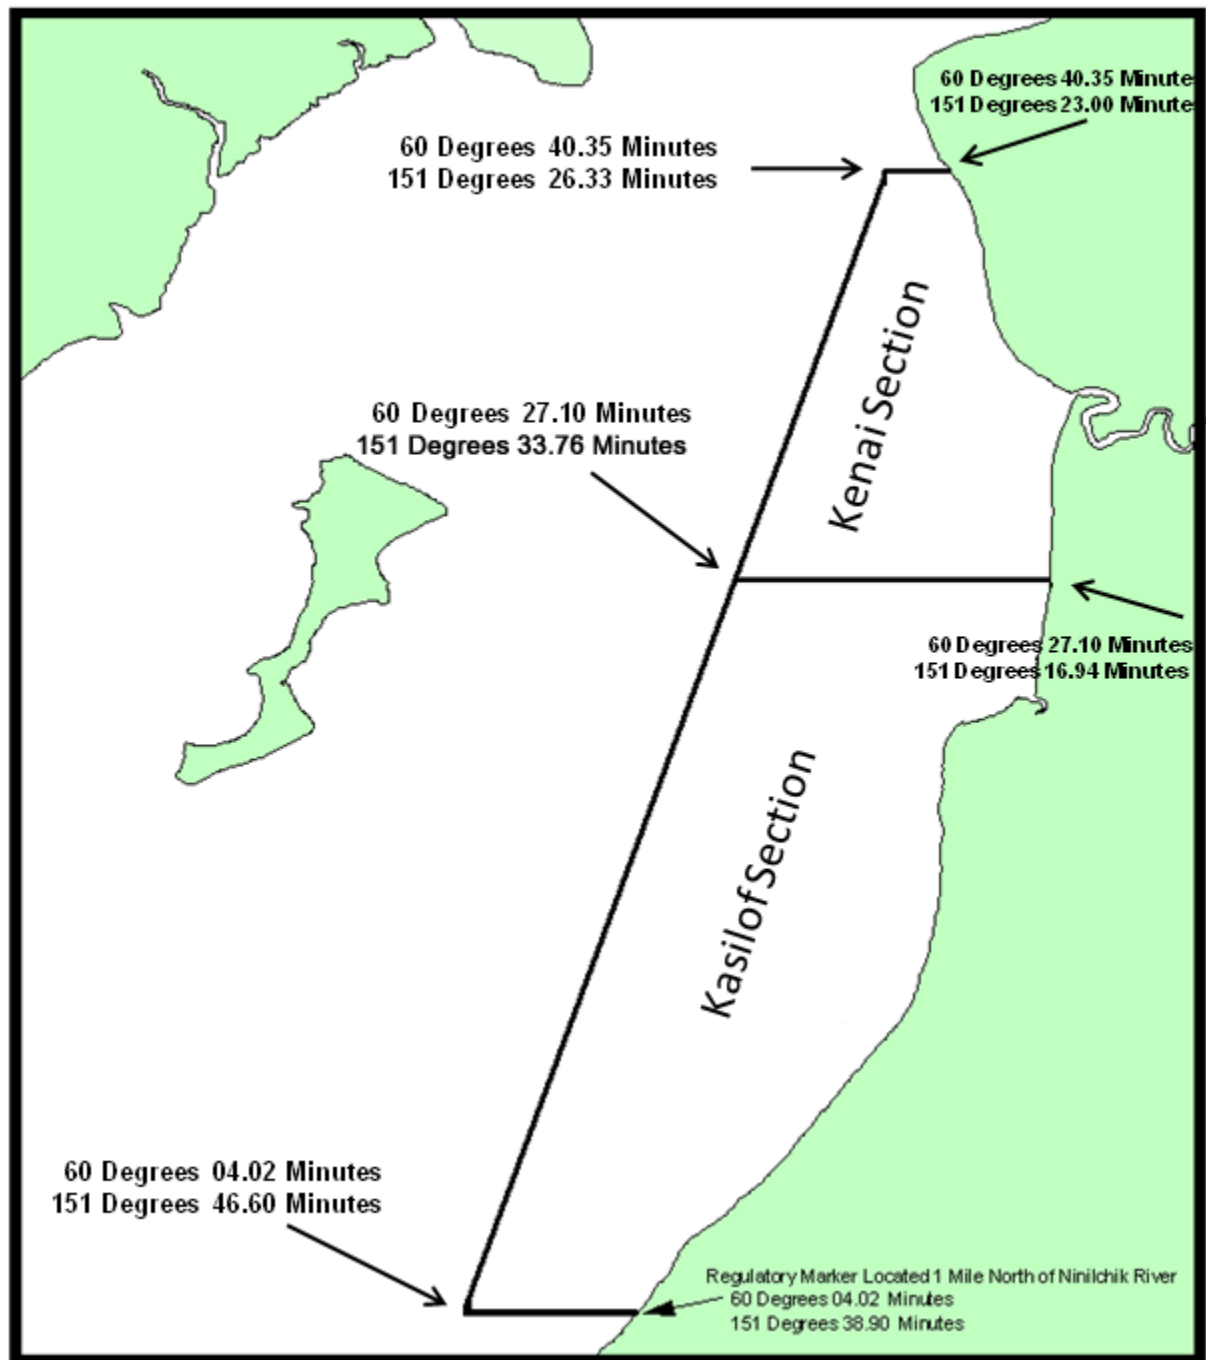 60 Degrees 40.35 Minute
151 Degrees 23.00 Minute
60 Degrees 40.35 Minutes
151 Degrees 26.33 Minutes
Kenai Section
60 Degrees 27.10 Minutes
151 Degrees 33.76 Minutes
60 Degrees 27.10 Minutes
151 Degrees 16.94 Minutes
Kasilof Section
60 Degrees 04.02 Minutes
151 Degrees 46.60 Minutes
Regulatory Marker Located 1 Mile North of Ninilchik River
60 Degrees 04.02 Minutes
151 Degrees 38.90 Minutes